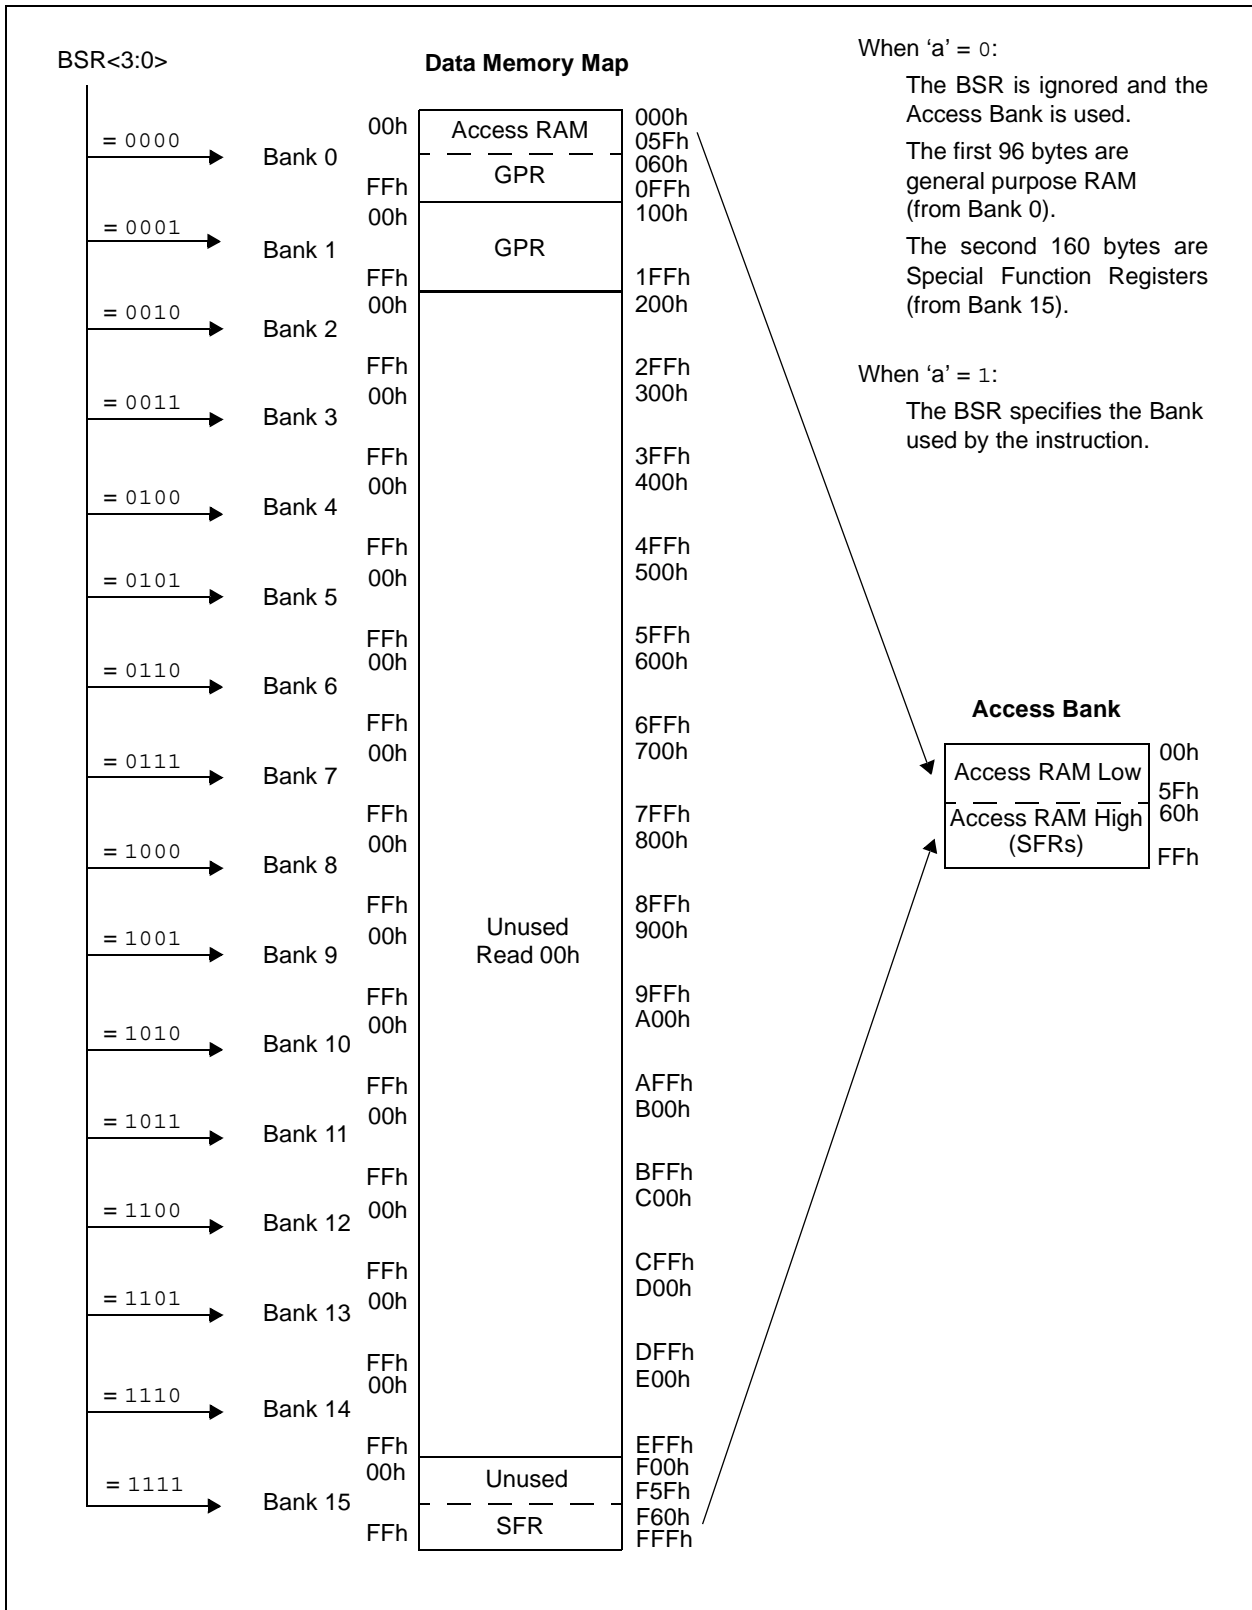 BSR<3:0>
Data Memory Map
When ‘a’ = 0:
The BSR is ignored and the
Access Bank is used.
The first 96 bytes are
general purpose RAM
(from Bank 0).
The second 160 bytes are
Special Function Registers
(from Bank 15).
When ‘a’ = 1:
The BSR specifies the Bank
used by the instruction.
= 0000
Bank 0
00h
FFh
Access RAM
GPR
000h
05Fh
060h
0FFh
= 0001
Bank 1
00h
FFh
GPR
100h
1FFh
= 0010
Bank 2
00h
FFh
200h
2FFh
= 0011
Bank 3
00h
FFh
300h
3FFh
= 0100
Bank 4
00h
FFh
400h
4FFh
= 0101
Bank 5
00h
FFh
500h
5FFh
= 0110
Bank 6
00h
FFh
600h
6FFh
= 0111
Bank 7
00h
FFh
700h
7FFh
= 1000
Bank 8
00h
FFh
800h
8FFh
= 1001
Bank 9
00h
FFh
Unused
Read 00h
900h
9FFh
= 1010
Bank 10
00h
FFh
A00h
AFFh
= 1011
Bank 11
00h
FFh
B00h
BFFh
= 1100
Bank 12
00h
FFh
C00h
CFFh
= 1101
Bank 13
00h
FFh
D00h
DFFh
= 1110
Bank 14
00h
FFh
E00h
EFFh
= 1111
Bank 15
00h
FFh
Unused
SFR
F00h
F5Fh
F60h
FFFh
Access Bank
Access RAM Low
Access RAM High
(SFRs)
00h
5Fh
60h
FFh